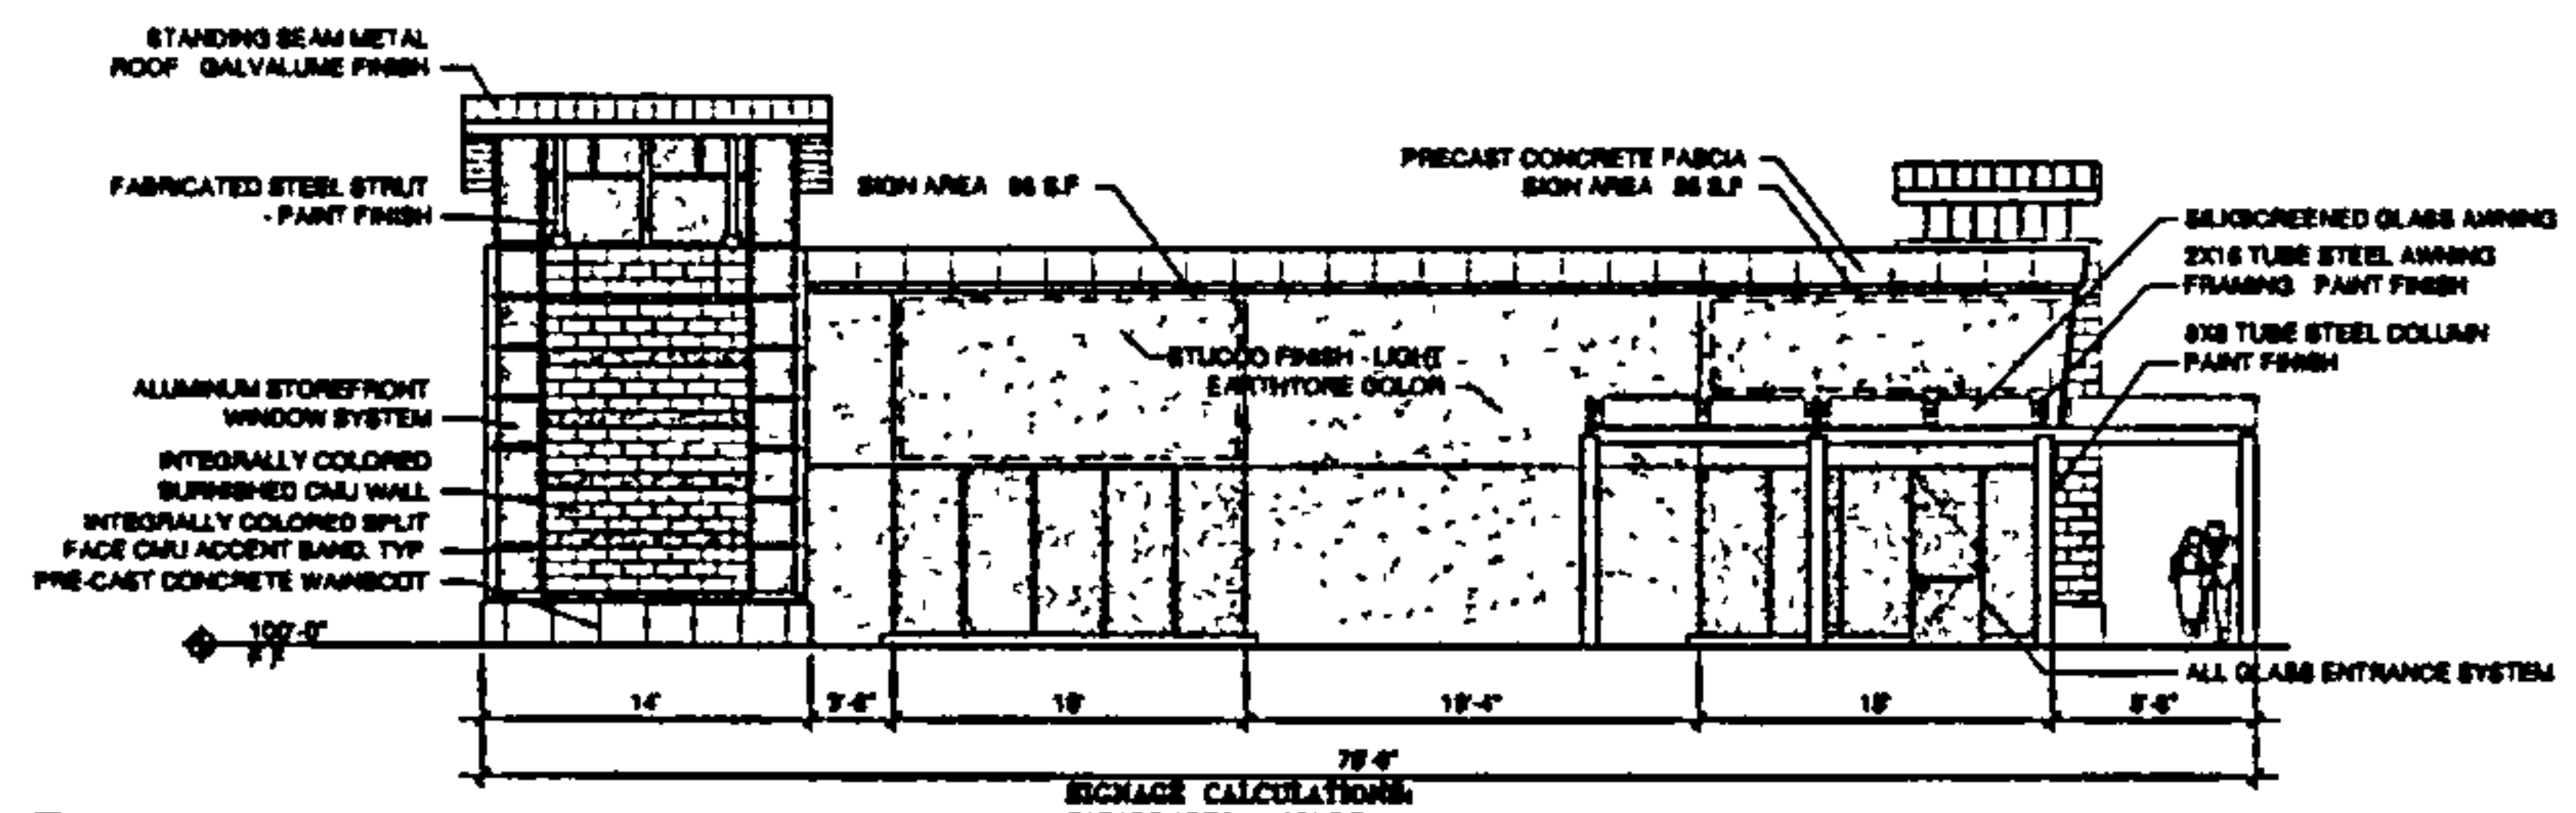 STANDING SEAM METAL
ROOF GALVALUME FINISH
FABRICATED STEEL STRUT
- PAINT FINISH
ALUMINUM STOREFRONT
WINDOW SYSTEM
INTEGRALLY COLORED
BURNISHED CMU WALL
INTEGRALLY COLORED SPLIT
FACE CMU ACCENT BAND, TYP
PRE-CAST CONCRETE WAINSCOT
100'-0"
F F
SIGN AREA S.F
STUCCO FINISH - LIGHT
EARTHTONE COLOR
PRECAST CONCRETE FASCIA
SIGN AREA S.F
SILKSCREENED GLASS AWNING
2X16 TUBE STEEL AWNING
FRAMING PAINT FINISH
TUBE STEEL COLUMN
PAINT FINISH
ALL GLASS ENTRANCE SYSTEM
14'
SIGNAGE CALCULATIONS: